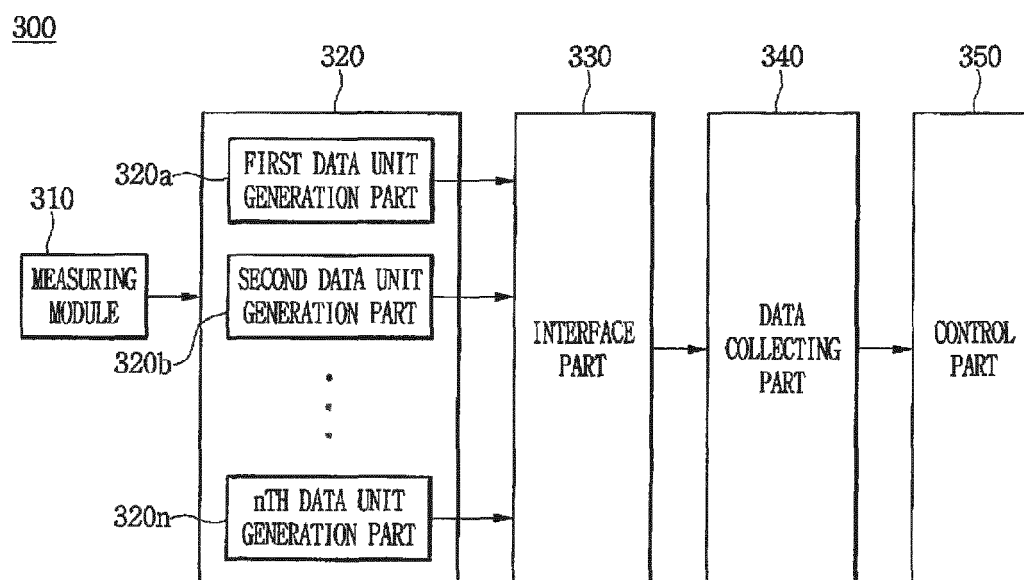 300
320
330
340
350
320a
FIRST DATA UNIT
GENERATION PART
310
MEASURING
MODULE
SECOND DATA UNIT
GENERATION PART
320b
INTERFACE
PART
DATA
COLLECTING
PART
CONTROL
PART
320n
nTH DATA UNIT
GENERATION PART